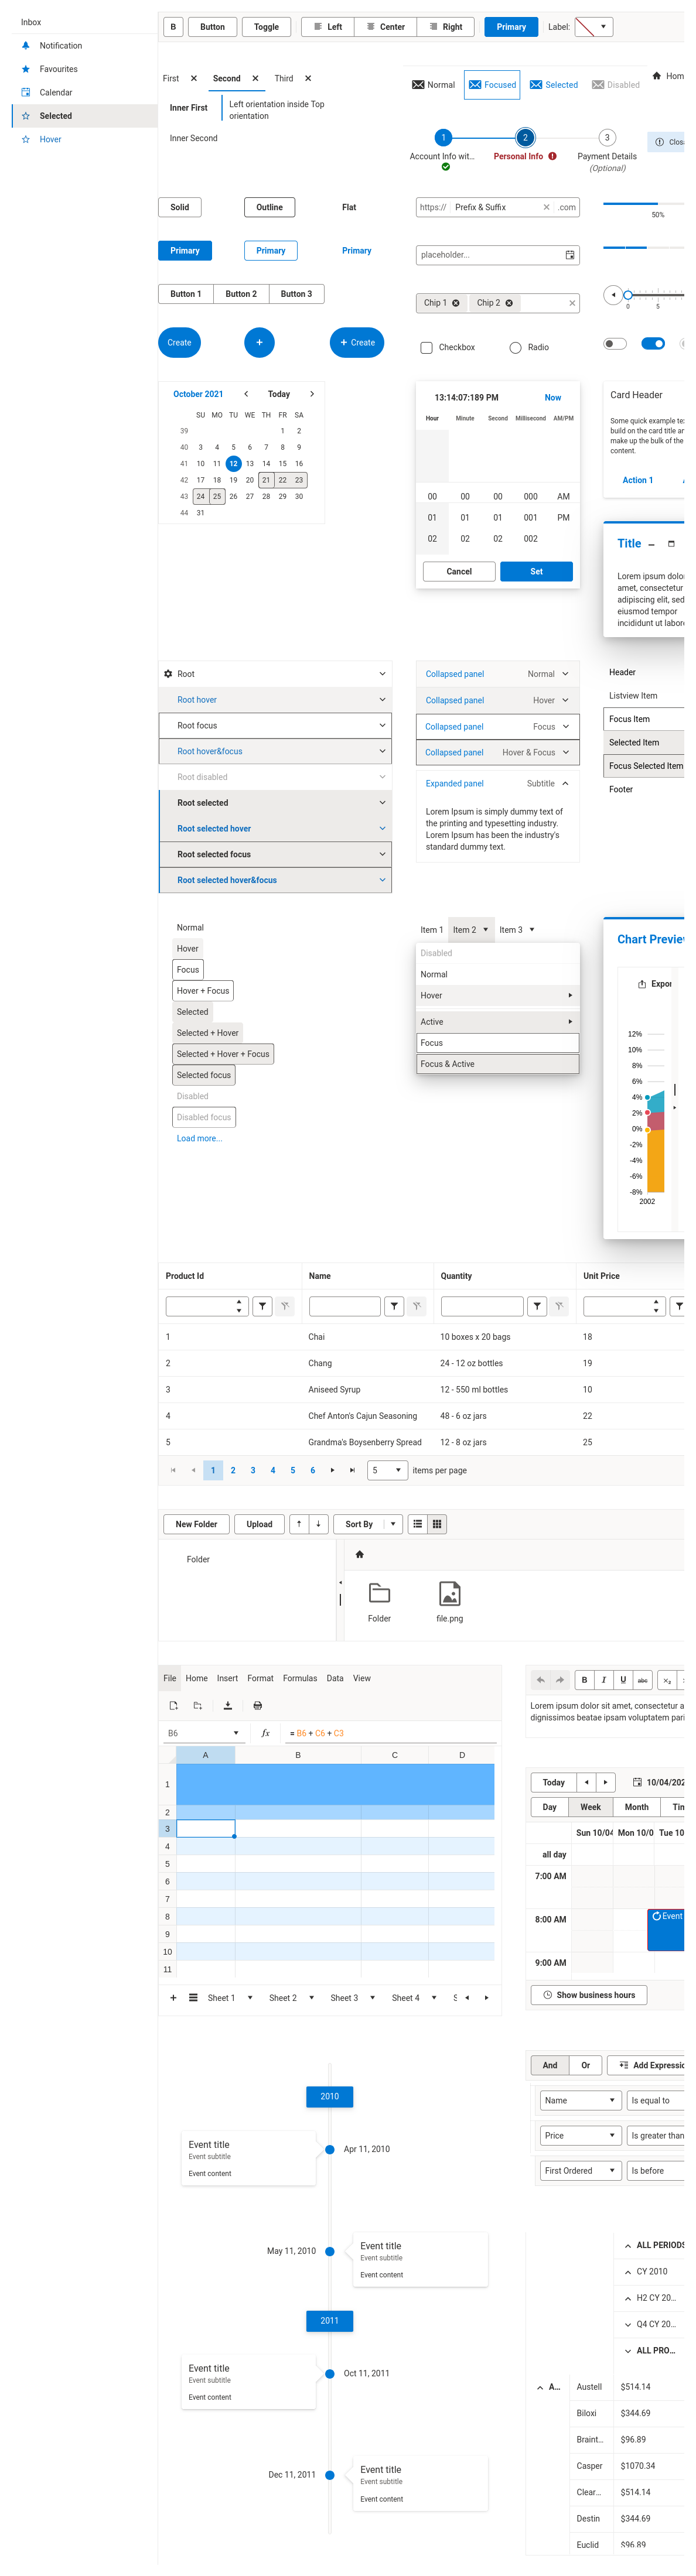 Inbox
Notification
Favourites
Calendar
Selected
Hover
B Button Toggle Left Center Right Primary Label:
First Second Third
Inner First
Left orientation inside Top
orientation
Inner Second
Normal Focused Selected Disabled
1 2 3
Account Info wit... Personal Info Payment Details
(Optional)
Solid Outline Flat
Primary Primary Primary
Button 1 Button 2 Button 3
Create + + Create
https:// Prefix & Suffix .com
placeholder...
Chip 1 Chip 2
Checkbox Radio
50%
0 5
October 2021 Today
SU MO TU WE TH FR SA
39 1 2
40 3 4 5 6 7 8 9
41 10 11 12 13 14 15 16
42 17 18 19 20 21 22 23
43 24 25 26 27 28 29 30
44 31
13:14:07:189 PM Now
Hour Minute Second Millisecond AM/PM
00 00 00 000 AM
01 01 01 001 PM
02 02 02 002
Cancel Set
Card Header
Some quick example
build on the card title
make up the bulk of the
content.
Action 1
Title
Lorem ipsum
amet, consectetur
adipiscing elit, sed
eiusmod tempor
incididunt ut
Root
Root hover
Root focus
Root hover&focus
Root disabled
Root selected
Root selected hover
Root selected focus
Root selected hover&focus
Collapsed panel Normal
Collapsed panel Hover
Collapsed panel Focus
Collapsed panel Hover & Focus
Expanded panel Subtitle
Lorem Ipsum is simply dummy text of
the printing and typesetting industry.
Lorem Ipsum has been the industry's
standard dummy text.
Header
Listview Item
Focus Item
Selected Item
Focus Selected Item
Footer
Normal
Hover
Focus
Hover + Focus
Selected
Selected + Hover
Selected + Hover + Focus
Selected focus
Disabled
Disabled focus
Load more...
Item 1 Item 2 Item 3
Disabled
Normal
Hover
Active
Focus
Focus & Active
Chart
12%
10%
8%
6%
4%
2%
0%
-2%
-4%
-6%
-8%
2002
Product Id Name Quantity Unit Price
1 Chai 10 boxes x 20 bags 18
2 Chang 24 - 12 oz bottles 19
3 Aniseed Syrup 12 - 550 ml bottles 10
4 Chef Anton's Cajun Seasoning 48 - 6 oz jars 22
5 Grandma's Boysenberry Spread 12 - 8 oz jars 25
1 2 3 4 5 6 5 items per page
New Folder Upload Sort By
Folder
Folder file.png
File Home Insert Format Formulas Data View
B6 fx = B6 + C6 + C3
A B C D
1
2
3
4
5
6
7
8
9
10
11
Sheet 1 Sheet 2 Sheet 3 Sheet 4
B I U abc x₂
Lorem ipsum dolor sit amet, consectetur
dignissimos beatae ipsam voluptatem
Today
Day Week Month
Sun Mon Tue
all day
7:00 AM
8:00 AM Event
9:00 AM
Show business hours
2010
Event title
Event subtitle
Event content
Apr 11, 2010
May 11, 2010
Event title
Event subtitle
Event content
2011
Event title
Event subtitle
Event content
Oct 11, 2011
Dec 11, 2011
Event title
Event subtitle
Event content
And Or Add
Name Is equal to
Price Is greater than
First Ordered Is before
ALL PERIODS
CY 2010
H2 CY 20...
Q4 CY 20...
ALL PRO...
A... Austell $514.14
Biloxi $344.69
Braint... $96.89
Casper $1070.34
Clear... $514.14
Destin $344.69
Euclid $96.89